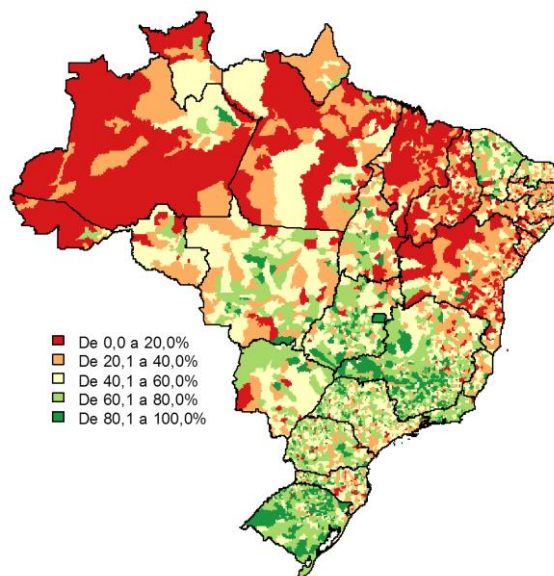 De 0,0 a 20,0%
De 20,1 a 40,0%
De 40,1 a 60,0%
De 60,1 a 80,0%
De 80,1 a 100,0%